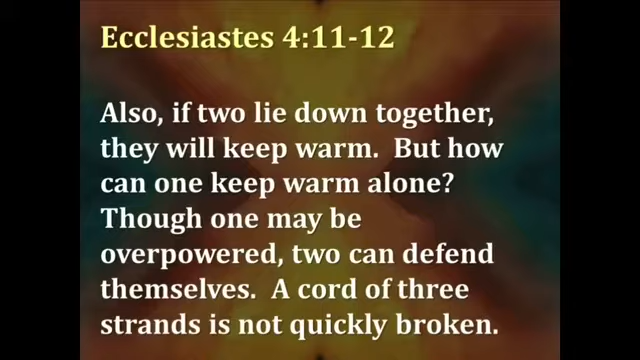 Ecclesiastes 4:11-12
Also, if two lie down together,
they will keep warm.  But how
can one keep warm alone?
Though one may be
overpowered, two can defend
themselves.  A cord of three
strands is not quickly broken.